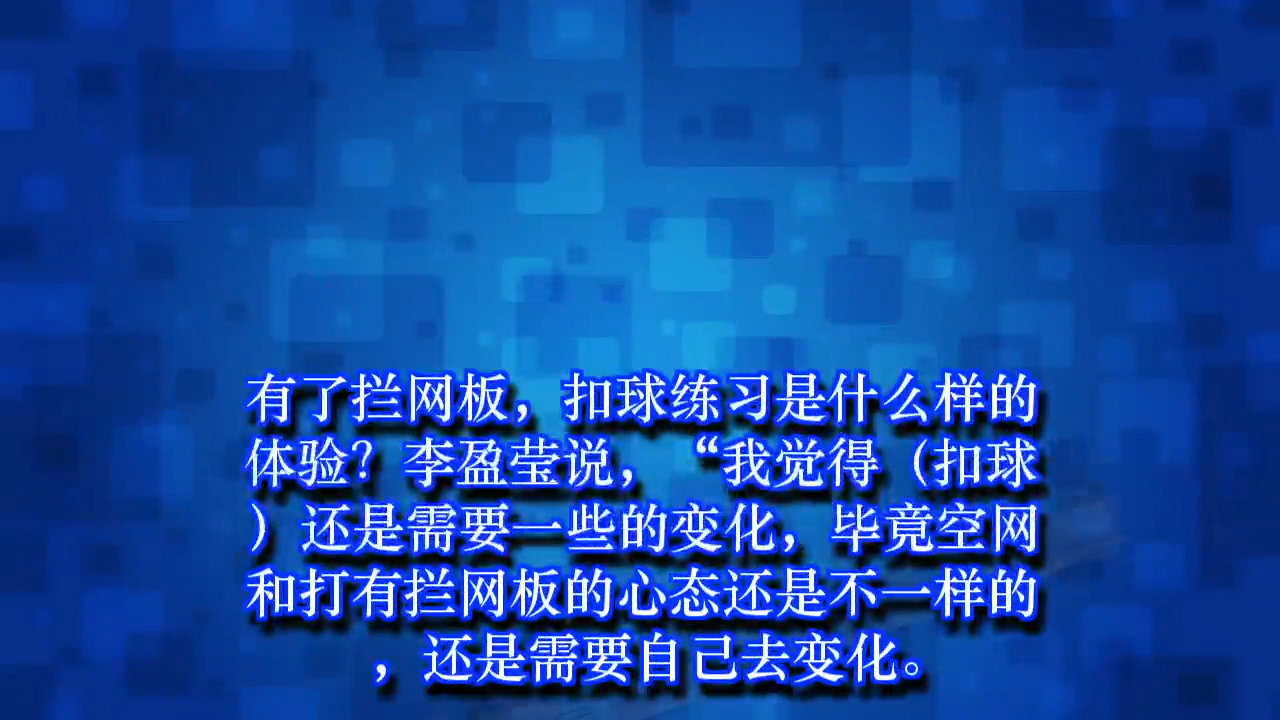 有了拦网板，扣球练习是什么样的
体验？李盈莹说，“我觉得（扣球
）还是需要一些的变化，毕竟空网
和打有拦网板的心态还是不一样的
，还是需要自己去变化。